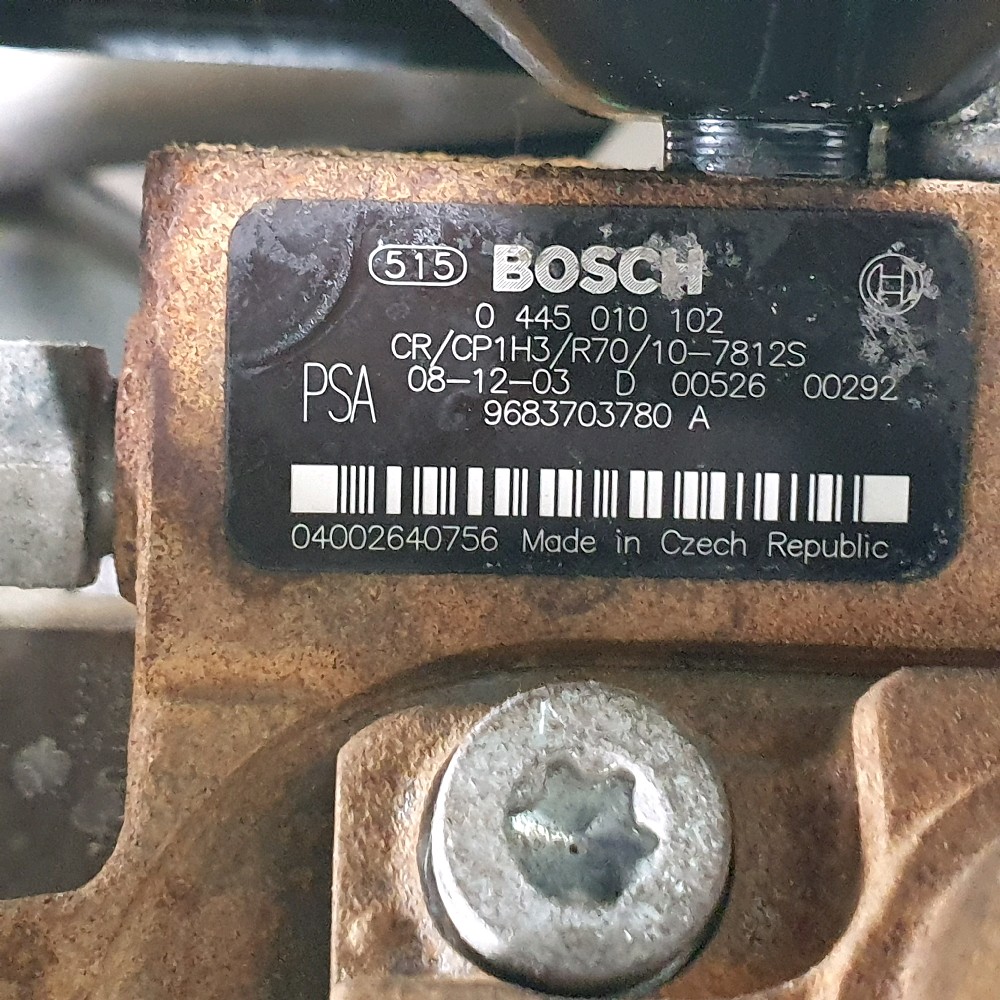 515 BOSCH
0 445 010 102
CR/CP1H3/R70/10-7812S
PSA 08-12-03 D 00526 00292
9683703780 A
04002640756 Made in Czech Republic